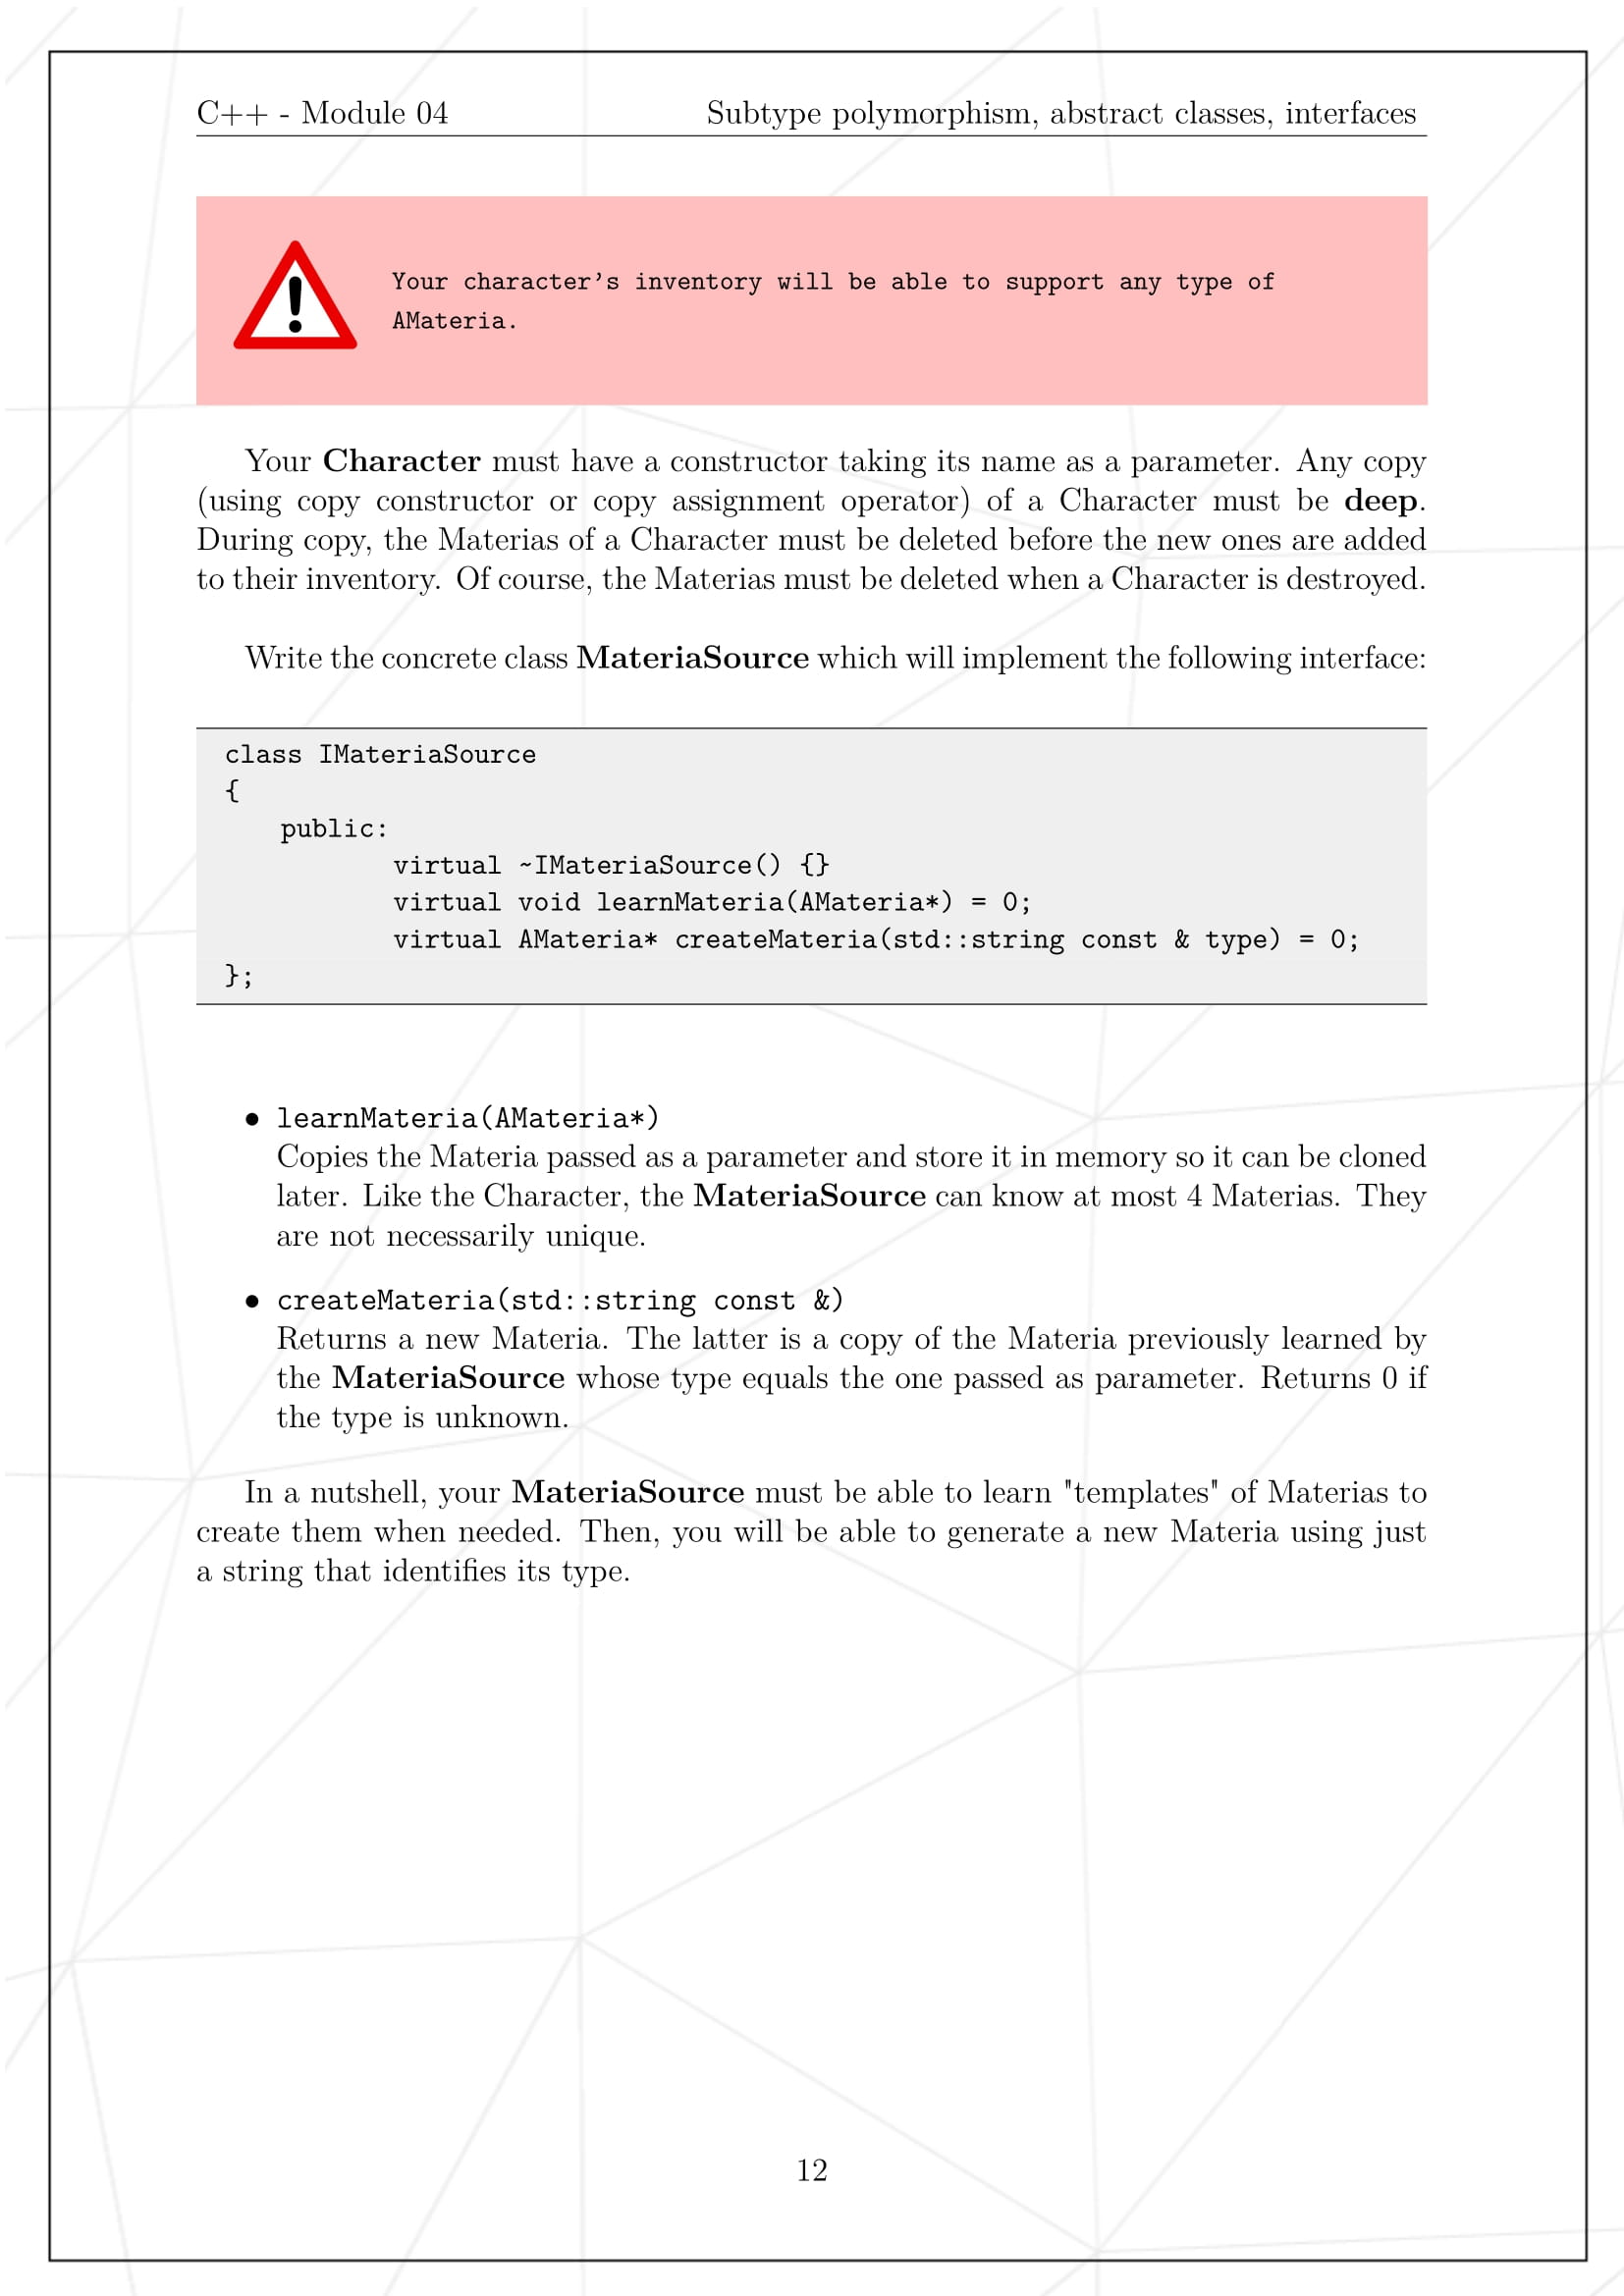 C++ - Module 04 Subtype polymorphism, abstract classes, interfaces
Your character's inventory will be able to support any type of
AMateria.
Your Character must have a constructor taking its name as a parameter. Any copy
(using copy constructor or copy assignment operator) of a Character must be deep.
During copy, the Materias of a Character must be deleted before the new ones are added
to their inventory. Of course, the Materias must be deleted when a Character is destroyed.
Write the concrete class MateriaSource which will implement the following interface:
class IMateriaSource
{
public:
virtual ~IMateriaSource() {}
virtual void learnMateria(AMateria*) = 0;
virtual AMateria* createMateria(std::string const & type) = 0;
};
• learnMateria(AMateria*)
Copies the Materia passed as a parameter and store it in memory so it can be cloned
later. Like the Character, the MateriaSource can know at most 4 Materias. They
are not necessarily unique.
• createMateria(std::string const &)
Returns a new Materia. The latter is a copy of the Materia previously learned by
the MateriaSource whose type equals the one passed as parameter. Returns 0 if
the type is unknown.
In a nutshell, your MateriaSource must be able to learn "templates" of Materias to
create them when needed. Then, you will be able to generate a new Materia using just
a string that identifies its type.
12